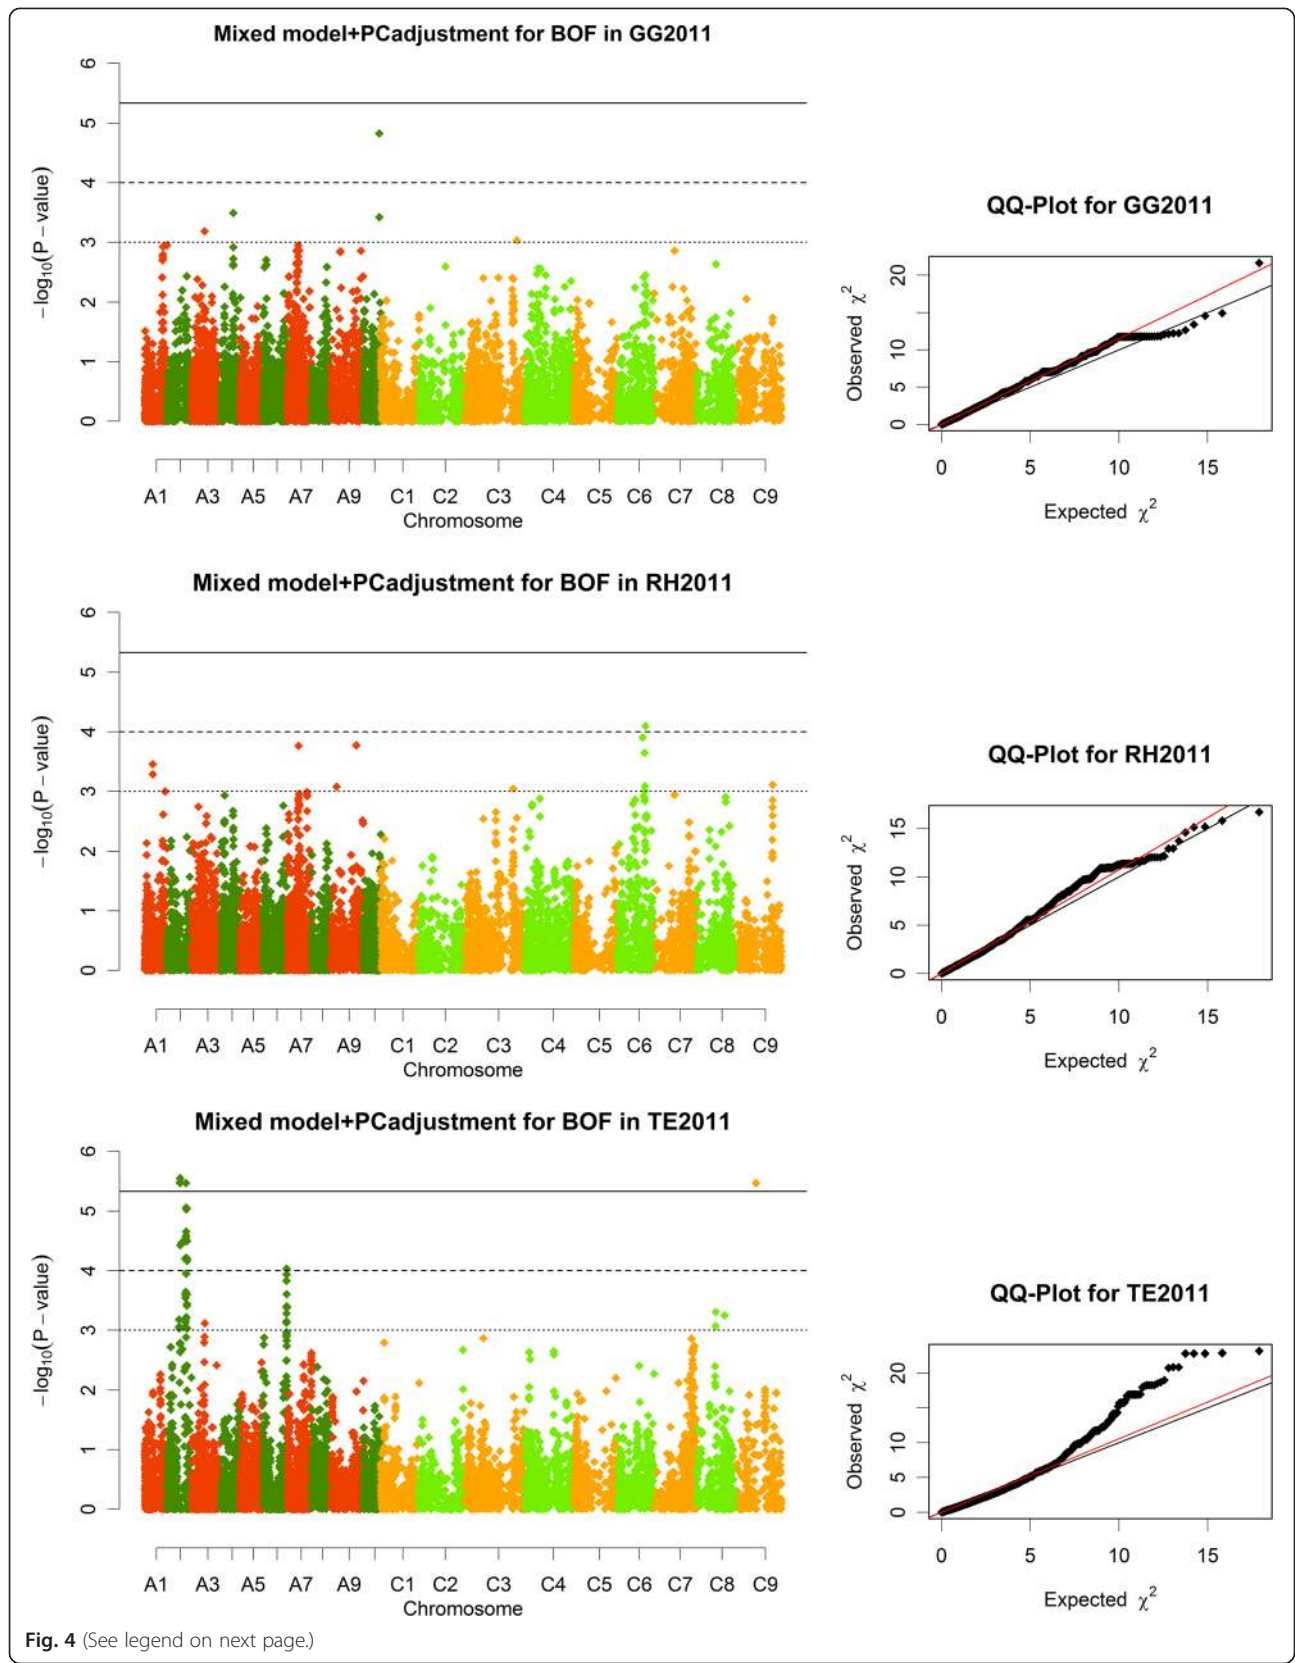 Mixed model+PCadjustment for BOF in GG2011
6
5
4
3
2
1
0
−log10(P − value)
A1 A3 A5 A7 A9 C1 C2 C3 C4 C5 C6 C7 C8 C9
Chromosome
QQ-Plot for GG2011
20
10
5
0
Observed χ2
0 5 10 15
Expected χ2
Mixed model+PCadjustment for BOF in RH2011
6
5
4
3
2
1
0
−log10(P − value)
A1 A3 A5 A7 A9 C1 C2 C3 C4 C5 C6 C7 C8 C9
Chromosome
QQ-Plot for RH2011
15
10
5
0
Observed χ2
0 5 10 15
Expected χ2
Mixed model+PCadjustment for BOF in TE2011
6
5
4
3
2
1
0
−log10(P − value)
A1 A3 A5 A7 A9 C1 C2 C3 C4 C5 C6 C7 C8 C9
Chromosome
QQ-Plot for TE2011
20
10
5
0
Observed χ2
0 5 10 15
Expected χ2
Fig. 4 (See legend on next page.)